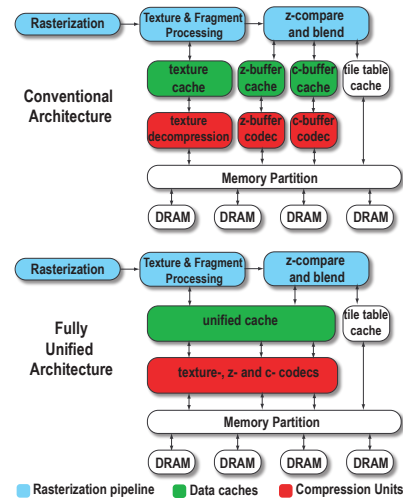 Rasterization
Texture & Fragment
Processing
z-compare
and blend
texture
cache
z-buffer
cache
c-buffer
cache
tile table
cache
Conventional
Architecture
texture
decompression
z-buffer
codec
c-buffer
codec
Memory Partition
DRAM
DRAM
DRAM
DRAM
Rasterization
Texture & Fragment
Processing
z-compare
and blend
unified cache
tile table
cache
Fully
Unified
Architecture
texture-, z- and c- codecs
Memory Partition
DRAM
DRAM
DRAM
DRAM
Rasterization pipeline
Data caches
Compression Units